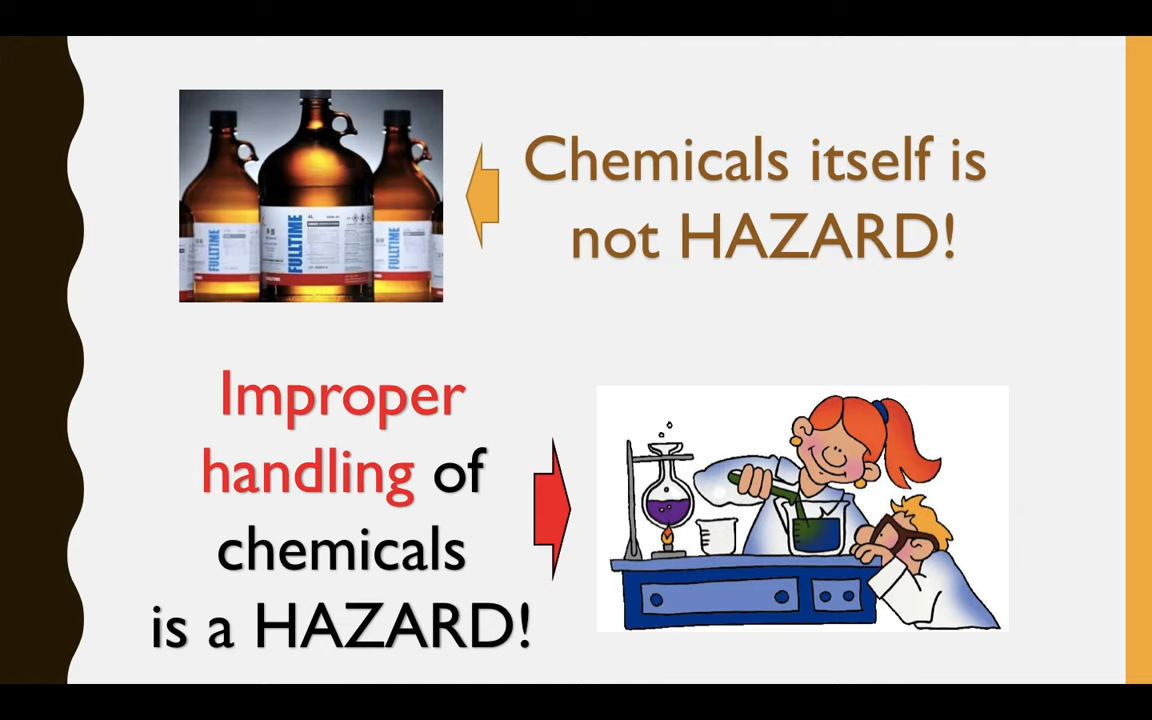 Chemicals itself is
not HAZARD!
FULLTIME
FULLTIME
FULLTIME
Improper
handling of
chemicals
is a HAZARD!